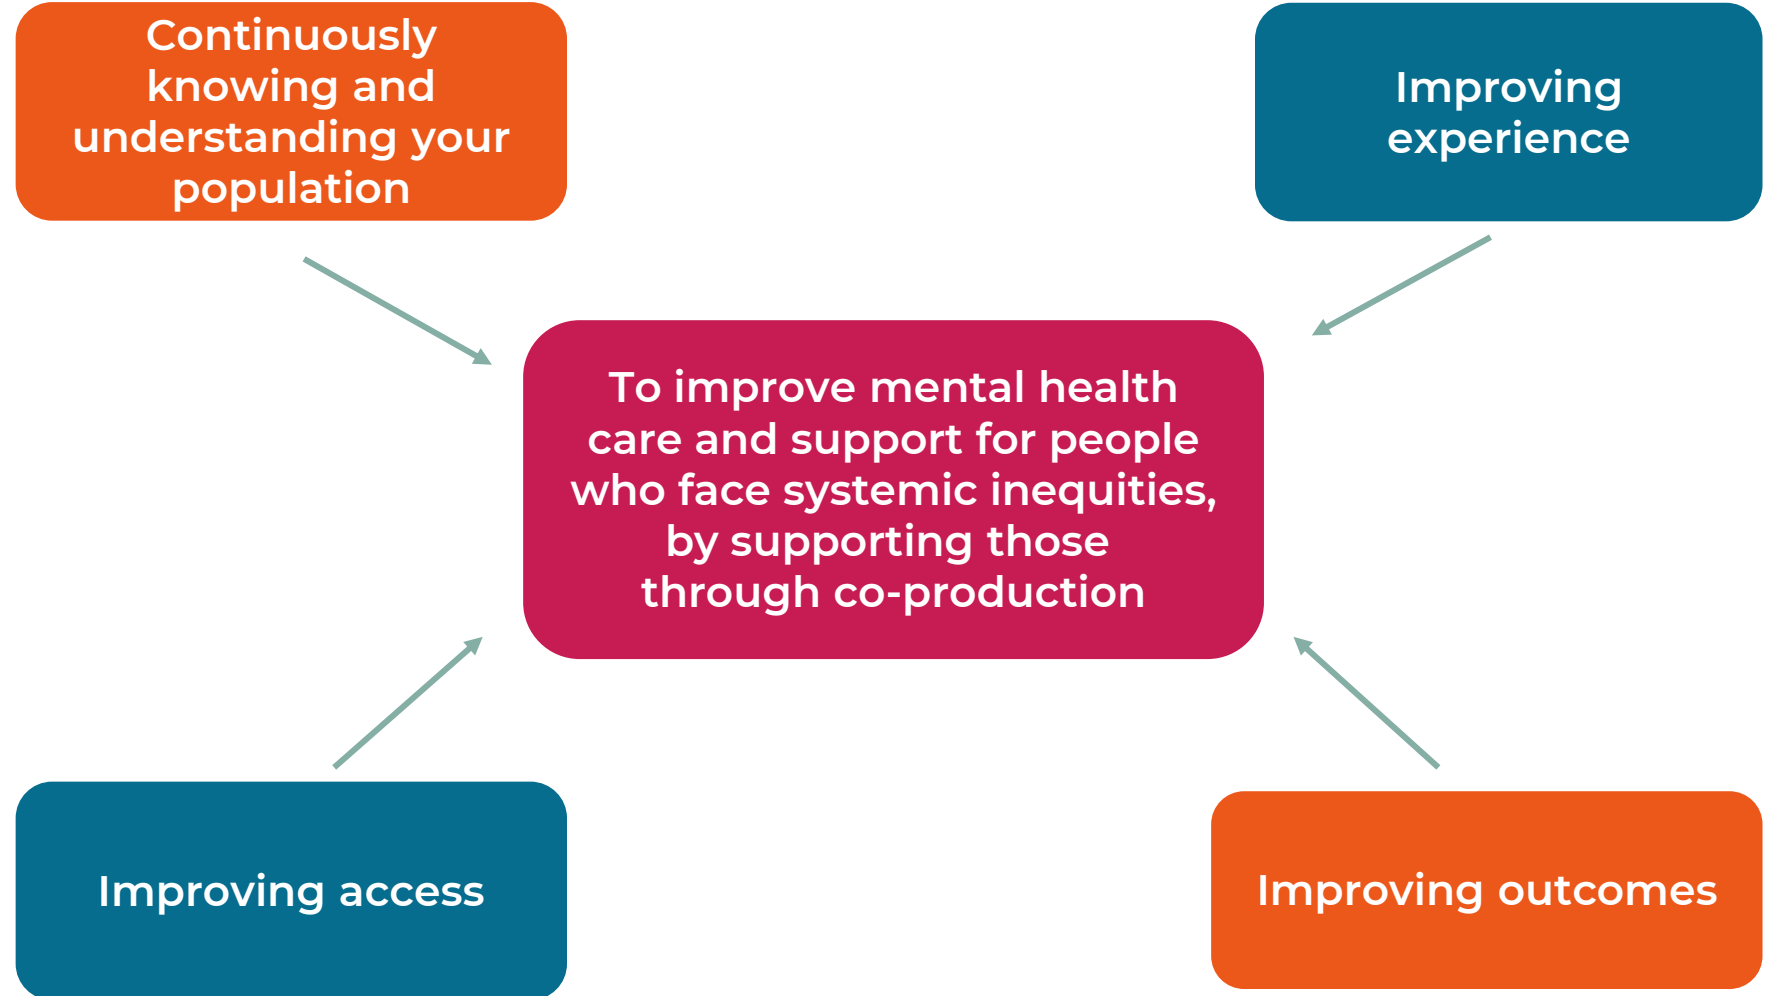 Continuously
knowing and
understanding your
population
Improving
experience
To improve mental health
care and support for people
who face systemic inequities,
by supporting those
through co-production
Improving access
Improving outcomes